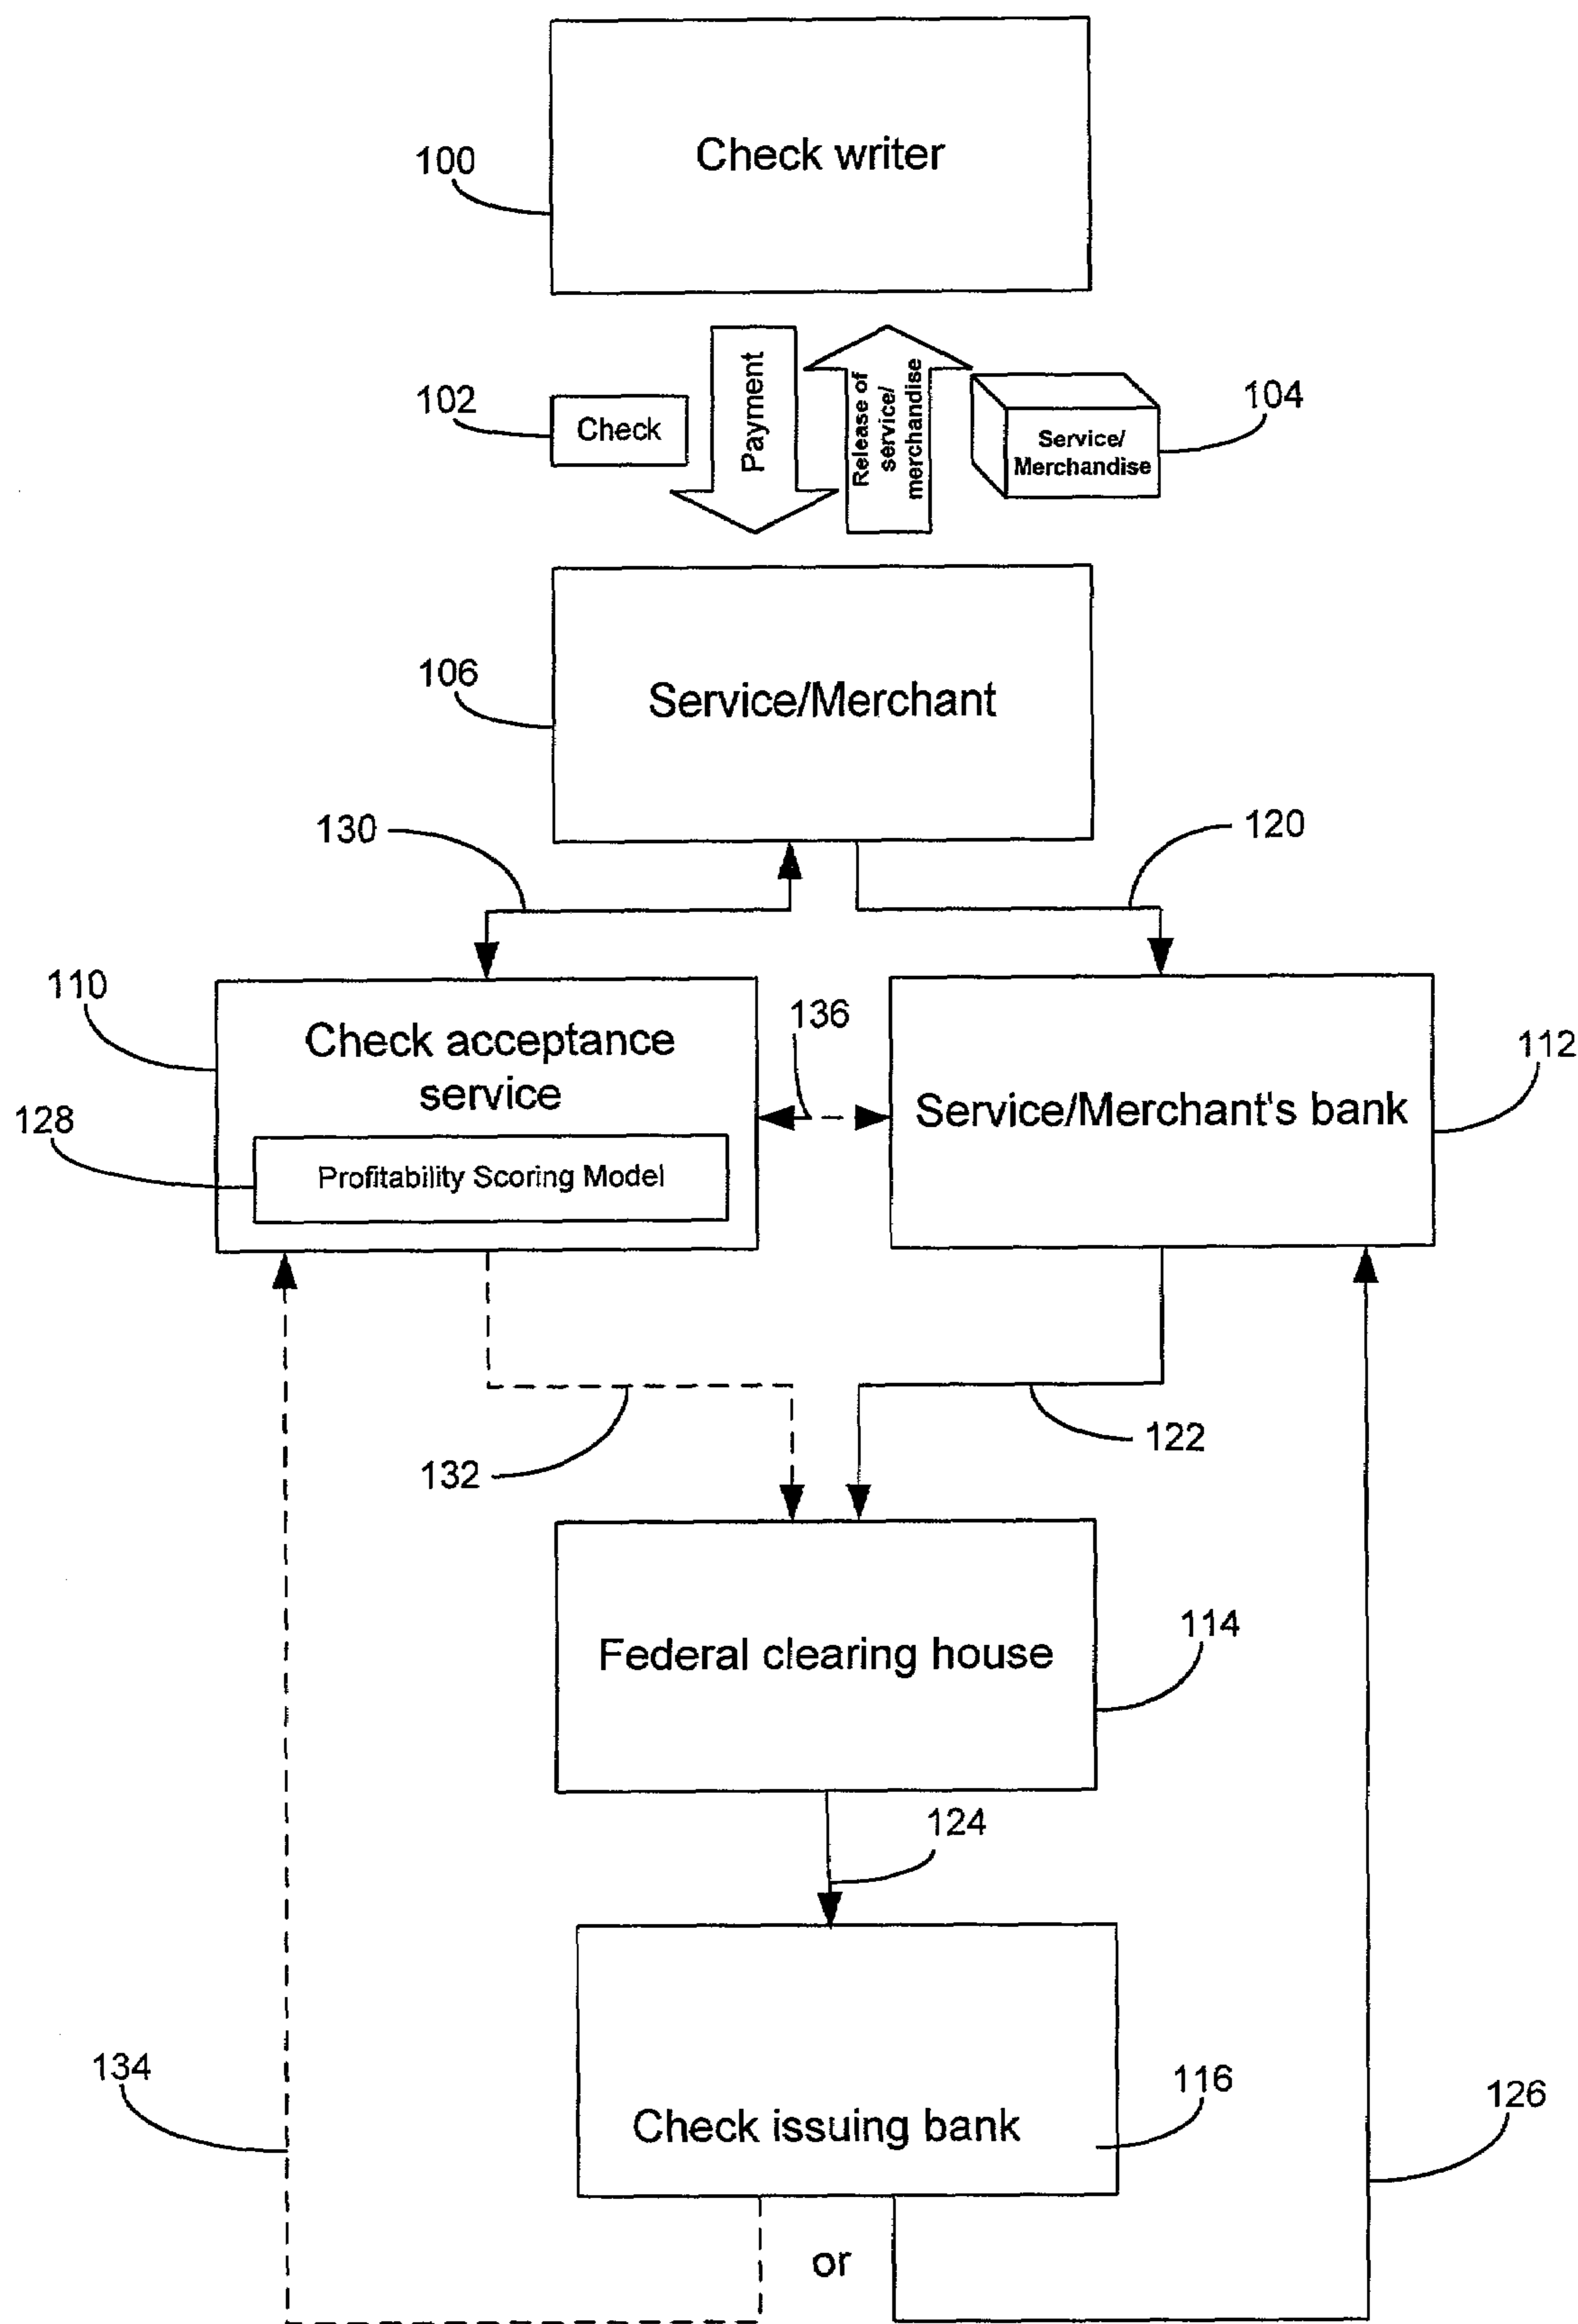 Check writer
100
102
Check
Payment
Release of
service/
merchandise
Service/
Merchandise
104
106
Service/Merchant
130
120
110
Check acceptance
service
136
Service/Merchant's bank
112
128
Profitability Scoring Model
132
122
Federal clearing house
114
124
134
116
Check issuing bank
126
or